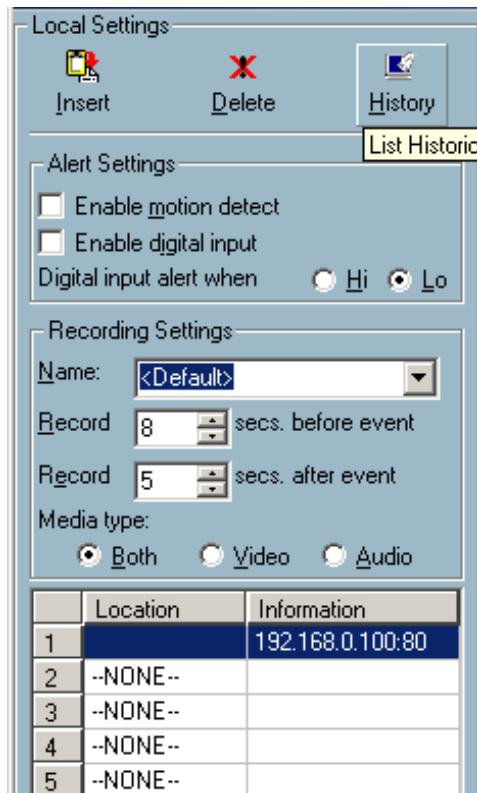 Local Settings
Insert Delete History
List Historic
Alert Settings
Enable motion detect
Enable digital input
Digital input alert when Hi Lo
Recording Settings
Name: <Default>
Record 8 secs. before event
Record 5 secs. after event
Media type:
Both Video Audio
Location Information
1 192.168.0.100:80
2 --NONE--
3 --NONE--
4 --NONE--
5 --NONE--